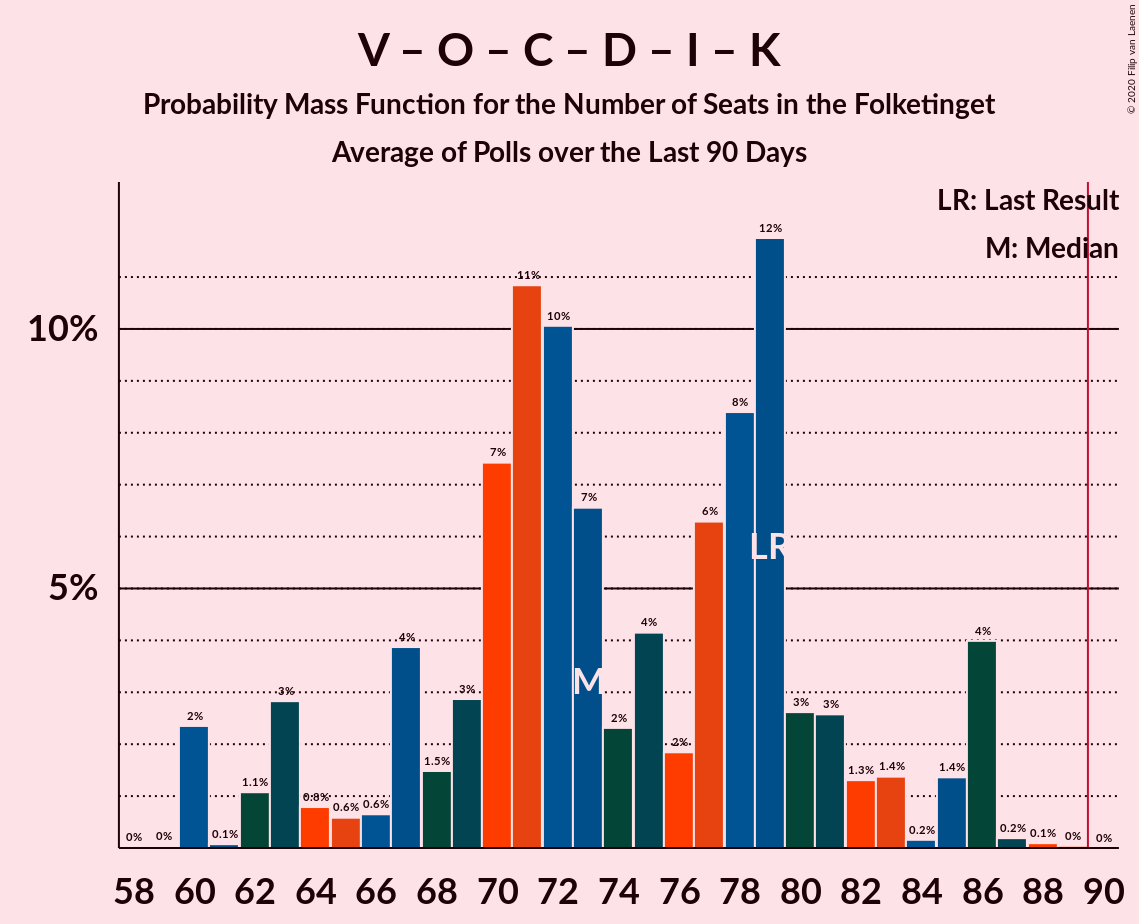 V – O – C – D – I – K
Probability Mass Function for the Number of Seats in the Folketinget
Average of Polls over the Last 90 Days
© 2020 Filip van Laenen
LR: Last Result
M: Median
10%
5%
0% 0% 2% 0.1% 1.1% 3% 0.8% 0.6% 0.6% 4% 1.5% 3% 7% 11% 10% 7% 2% 4% 2% 6% 8% 12% 3% 3% 1.3% 1.4% 0.2% 1.4% 4% 0.2% 0.1% 0% 0%
M
LR
58 60 62 64 66 68 70 72 74 76 78 80 82 84 86 88 90